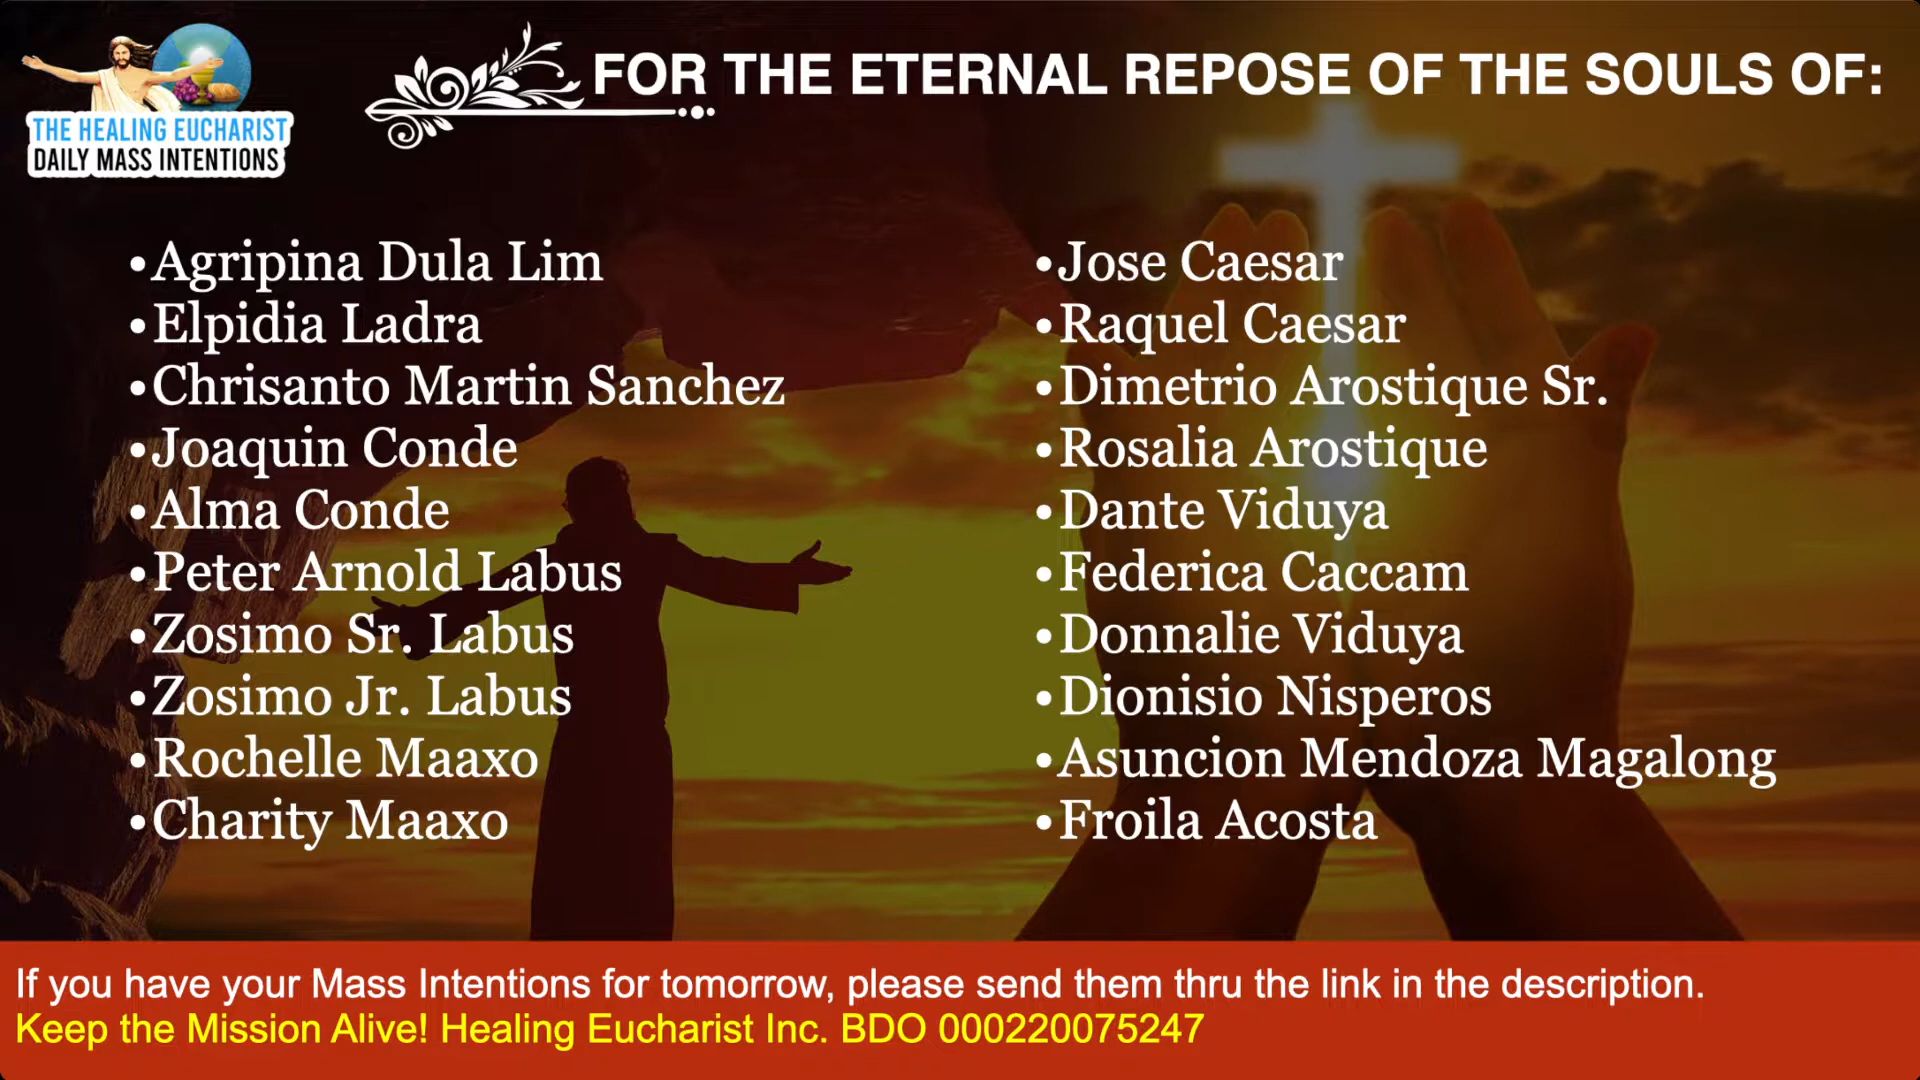 THE HEALING EUCHARIST
DAILY MASS INTENTIONS
FOR THE ETERNAL REPOSE OF THE SOULS OF:
•Agripina Dula Lim
•Elpidia Ladra
•Chrisanto Martin Sanchez
•Joaquin Conde
•Alma Conde
•Peter Arnold Labus
•Zosimo Sr. Labus
•Zosimo Jr. Labus
•Rochelle Maaxo
•Charity Maaxo
•Jose Caesar
•Raquel Caesar
•Dimetrio Arostique Sr.
•Rosalia Arostique
•Dante Viduya
•Federica Caccam
•Donnalie Viduya
•Dionisio Nisperos
•Asuncion Mendoza Magalong
•Froila Acosta
If you have your Mass Intentions for tomorrow, please send them thru the link in the description.
Keep the Mission Alive! Healing Eucharist Inc. BDO 000220075247